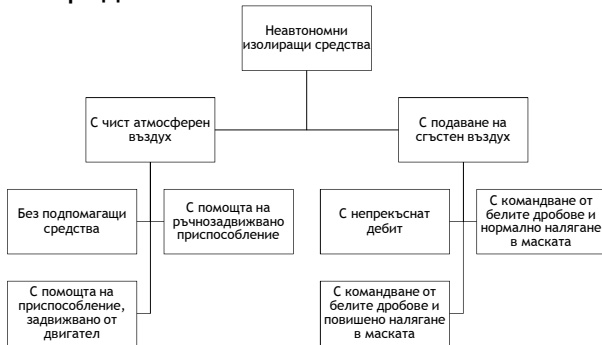 Неавтономни
изолиращи средства
С чист атмосферен
въздух
С подаване на
сгъстен въздух
Без подпомагащи
средства
С помощта на
ръчнозадвижвано
приспособление
С непрекъснат
дебит
С командване от
белите дробове и
нормално налягане
в маската
С помощта на
приспособление,
задвижвано от
двигател
С командване от
белите дробове и
повишено налягане
в маската